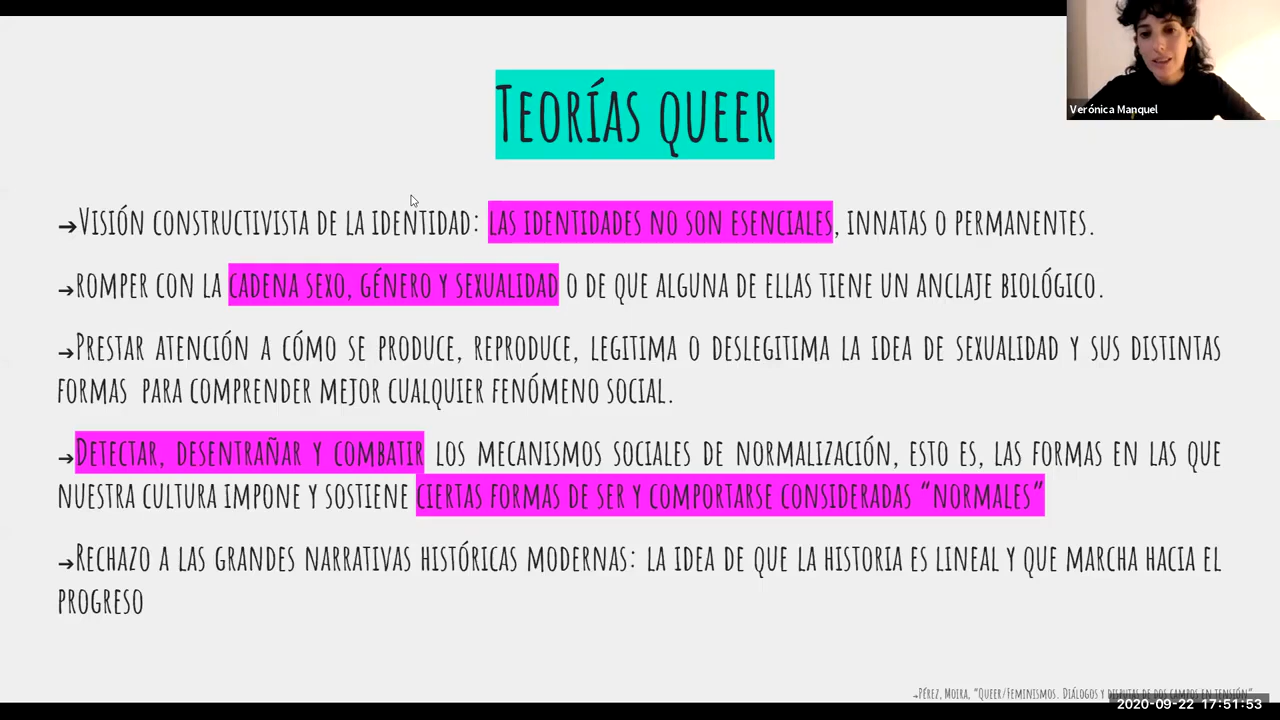 Teorías queer
Verónica Manquel
→Visión constructivista de la identidad: las identidades no son esenciales, innatas o permanentes.
→romper con la cadena sexo, género y sexualidad o de que alguna de ellas tiene un anclaje biológico.
→Prestar atención a cómo se produce, reproduce, legitima o deslegitima la idea de sexualidad y sus distintas
formas para comprender mejor cualquier fenómeno social.
→Detectar, desentrañar y combatir los mecanismos sociales de normalización, esto es, las formas en las que
nuestra cultura impone y sostiene ciertas formas de ser y comportarse consideradas “normales”
→Rechazo a las grandes narrativas históricas modernas: la idea de que la historia es lineal y que marcha hacia el
progreso
→Pérez, Moira, “Queer/Feminismos. Diálogos y disputas de dos campos en tensión”
2020-09-22 17:51:53